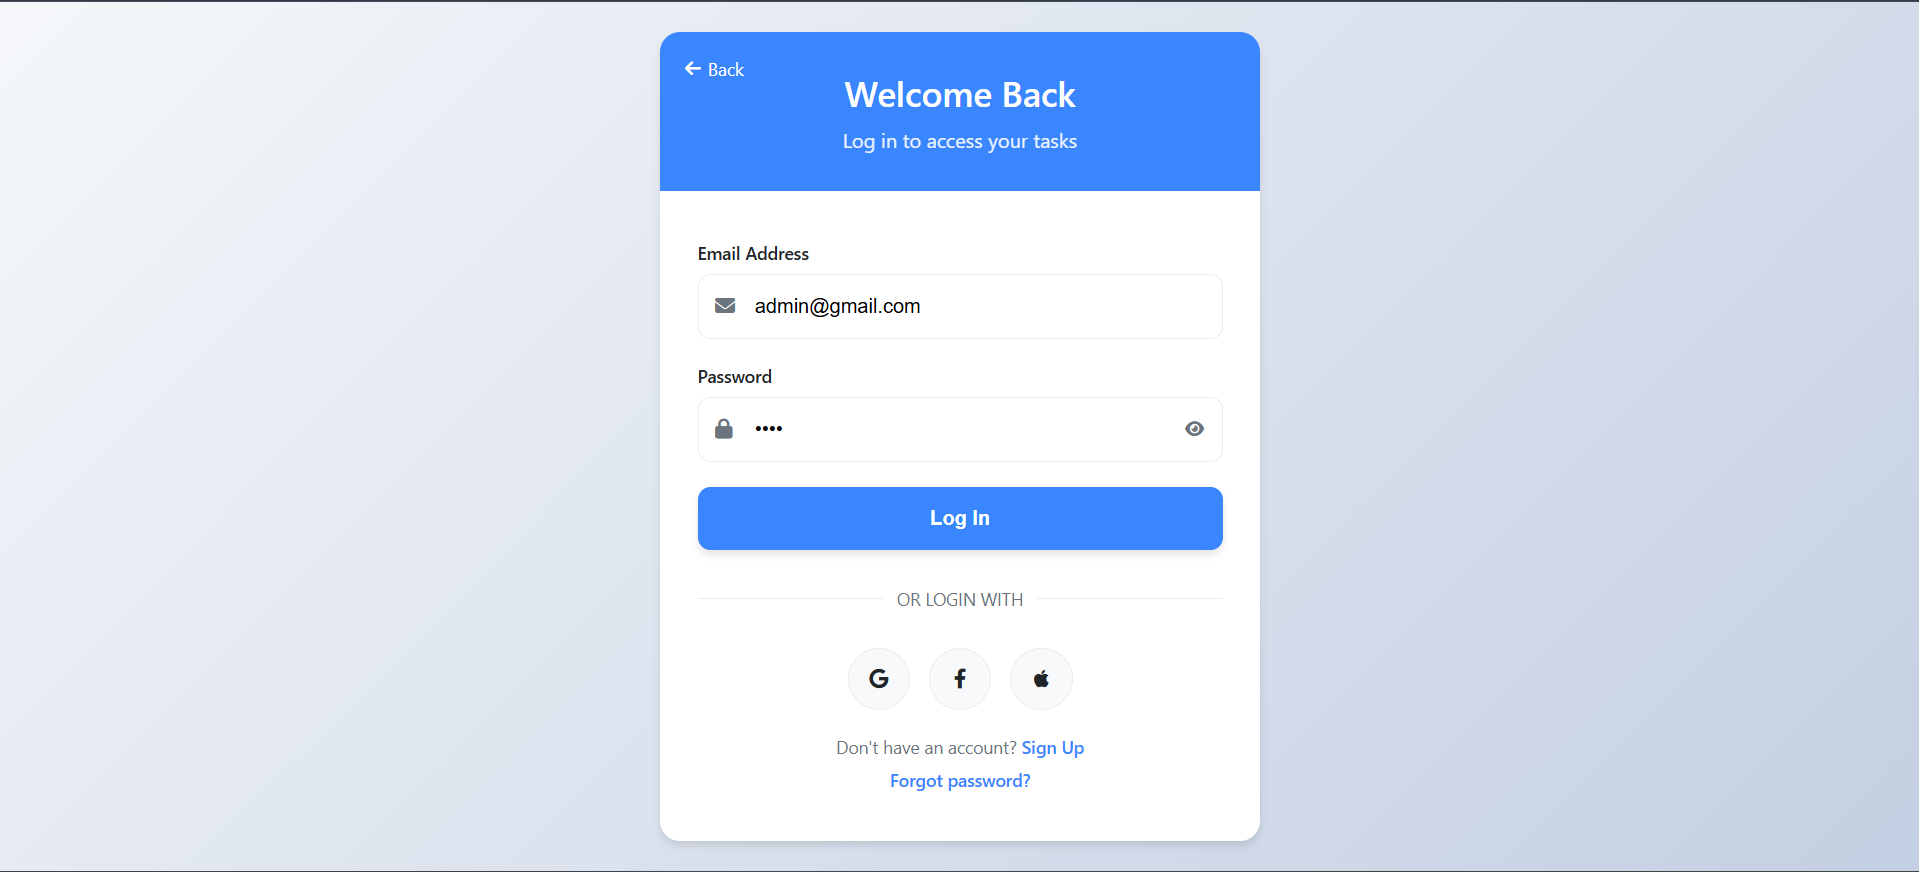 Back
Welcome Back
Log in to access your tasks
Email Address
admin@gmail.com
Password
••••
Log In
OR LOGIN WITH
Don't have an account? Sign Up
Forgot password?